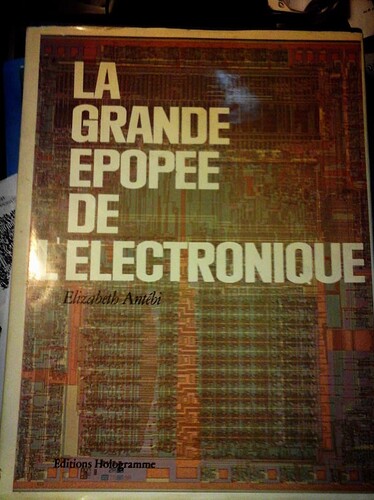 LA
GRANDE
EPOPEE
DE
L'ELECTRONIQUE
Elizabeth Antébi
Editions Hologramme